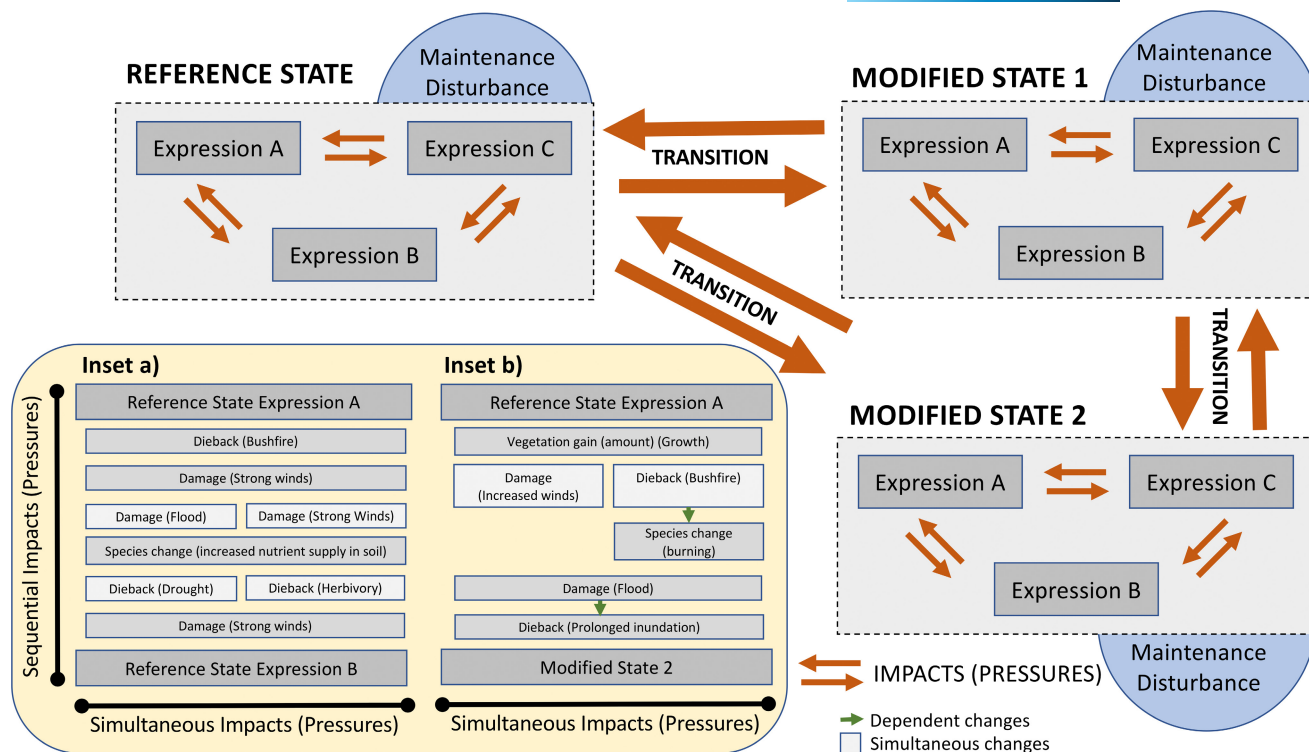 Maintenance
Disturbance
REFERENCE STATE
Expression A
Expression C
Expression B
TRANSITION
Maintenance
Disturbance
MODIFIED STATE 1
Expression A
Expression C
Expression B
TRANSITION
TRANSITION
MODIFIED STATE 2
Expression A
Expression C
Expression B
Maintenance
Disturbance
Inset a)
Reference State Expression A
Dieback (Bushfire)
Damage (Strong winds)
Damage (Flood)
Damage (Strong Winds)
Species change (increased nutrient supply in soil)
Dieback (Drought)
Dieback (Herbivory)
Damage (Strong winds)
Reference State Expression B
Sequential Impacts (Pressures)
Simultaneous Impacts (Pressures)
Inset b)
Reference State Expression A
Vegetation gain (amount) (Growth)
Damage
(Increased winds)
Dieback (Bushfire)
Species change
(burning)
Damage (Flood)
Dieback (Prolonged inundation)
Modified State 2
Simultaneous Impacts (Pressures)
IMPACTS (PRESSURES)
Dependent changes
Simultaneous changes